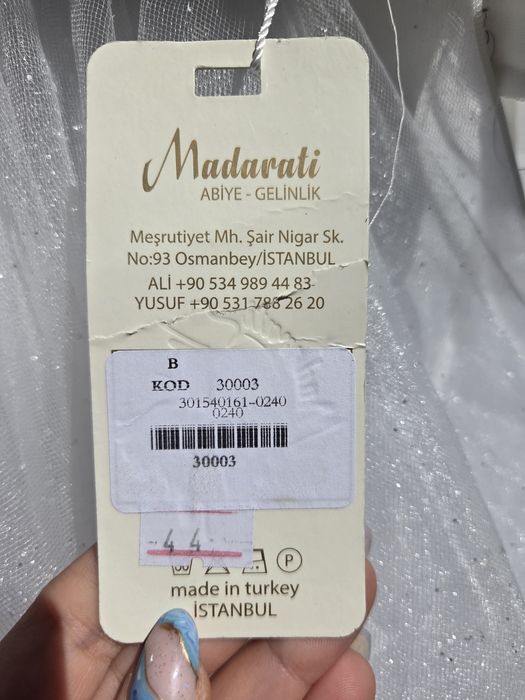 Madarati
ABİYE - GELİNLİK
Meşrutiyet Mh. Şair Nigar Sk.
No:93 Osmanbey/İSTANBUL
ALİ +90 534 989 44 83
YUSUF +90 531 788 26 20
B
KOD 30003
301540161-0240
0240
30003
44
P
made in turkey
İSTANBUL